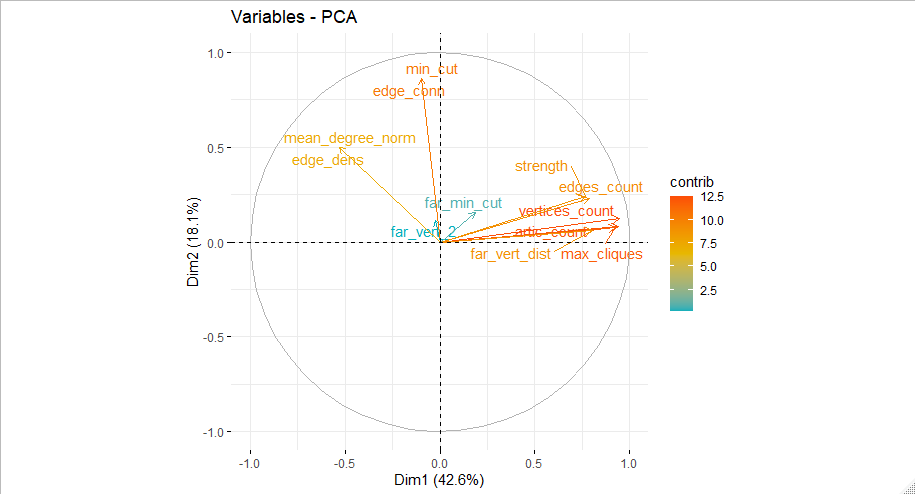 Variables - PCA
1.0
0.5
0.0
-0.5
-1.0
Dim2 (18.1%)
min_cut
edge_conn
mean_degree_norm
edge_dens
strength
edges_count
far_min_cut
vertices_count
far_vert_2
artic_count
far_vert_dist
max_cliques
-1.0
-0.5
0.0
0.5
1.0
Dim1 (42.6%)
contrib
12.5
10.0
7.5
5.0
2.5